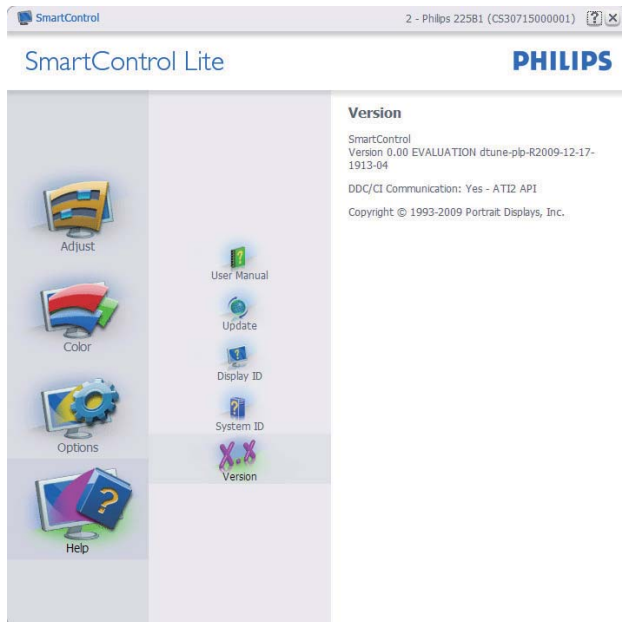 SmartControl
2 - Philips 225B1 (CS30715000001)
SmartControl Lite
PHILIPS
Adjust
Color
Options
Help
User Manual
Update
Display ID
System ID
X.X
Version
Version
SmartControl
Version 0.00 EVALUATION dtune-plp-R2009-12-17-
1913-04
DDC/CI Communication: Yes - ATI2 API
Copyright © 1993-2009 Portrait Displays, Inc.